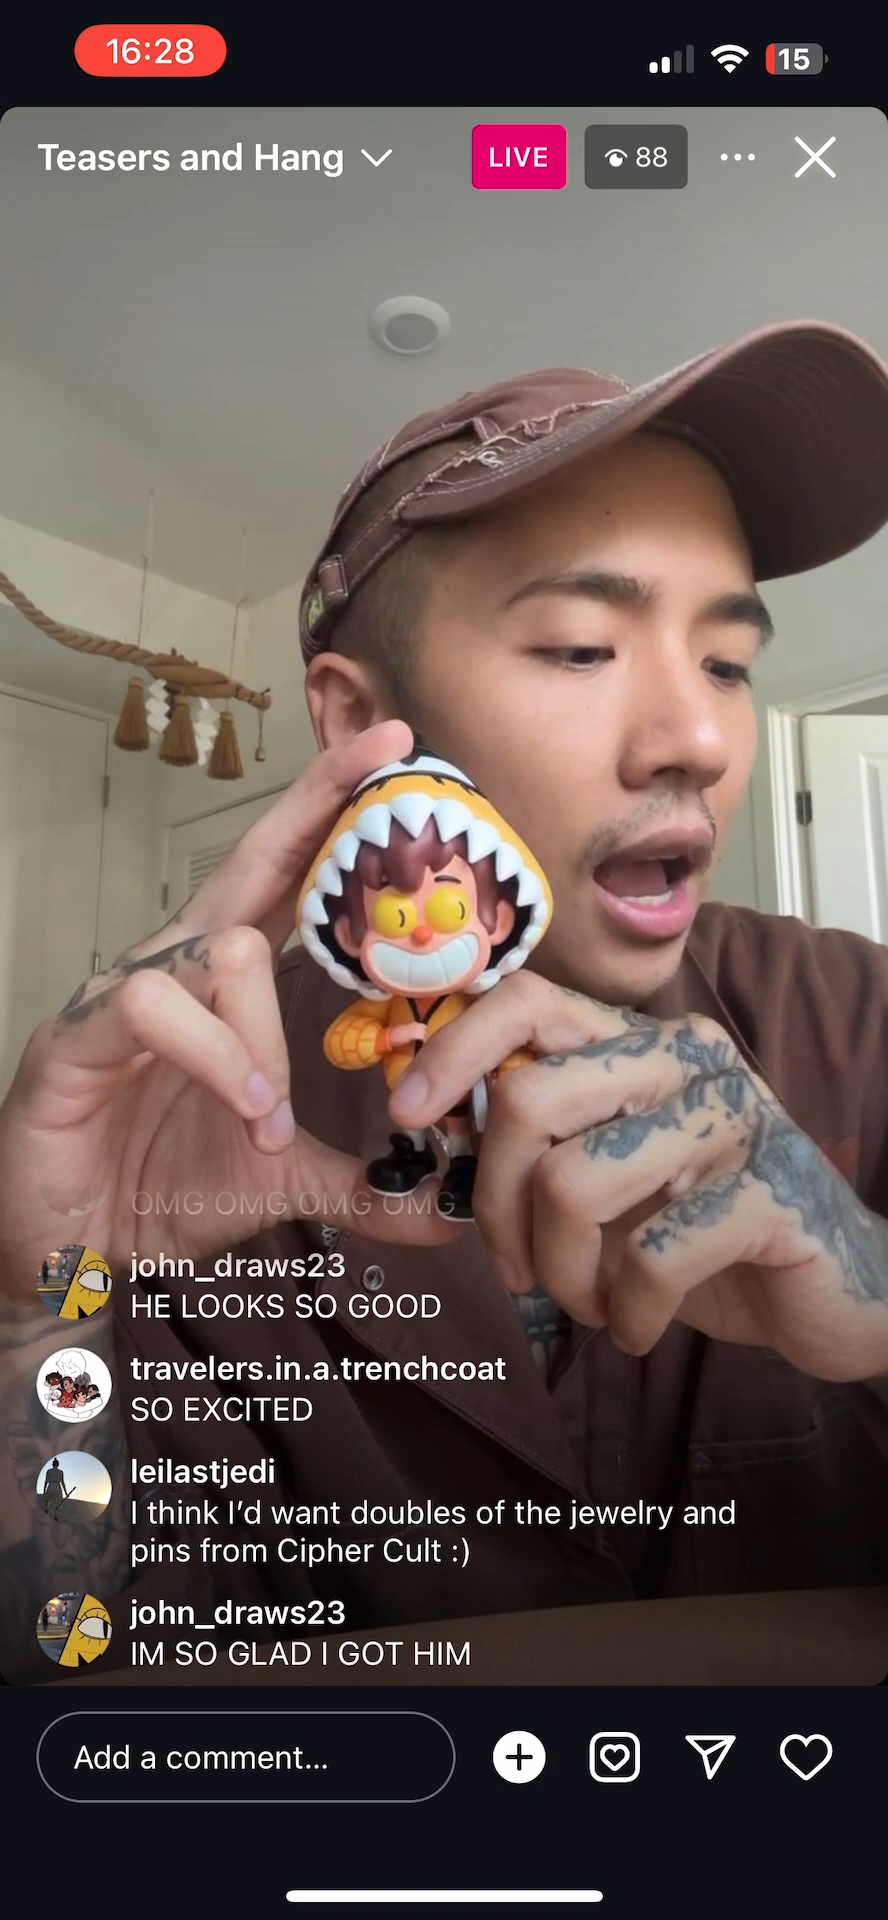 16:28
15
Teasers and Hang
LIVE
88
OMG OMG OMG OMG
john_draws23
HE LOOKS SO GOOD
travelers.in.a.trenchcoat
SO EXCITED
leilastjedi
I think I’d want doubles of the jewelry and
pins from Cipher Cult :)
john_draws23
IM SO GLAD I GOT HIM
Add a comment...